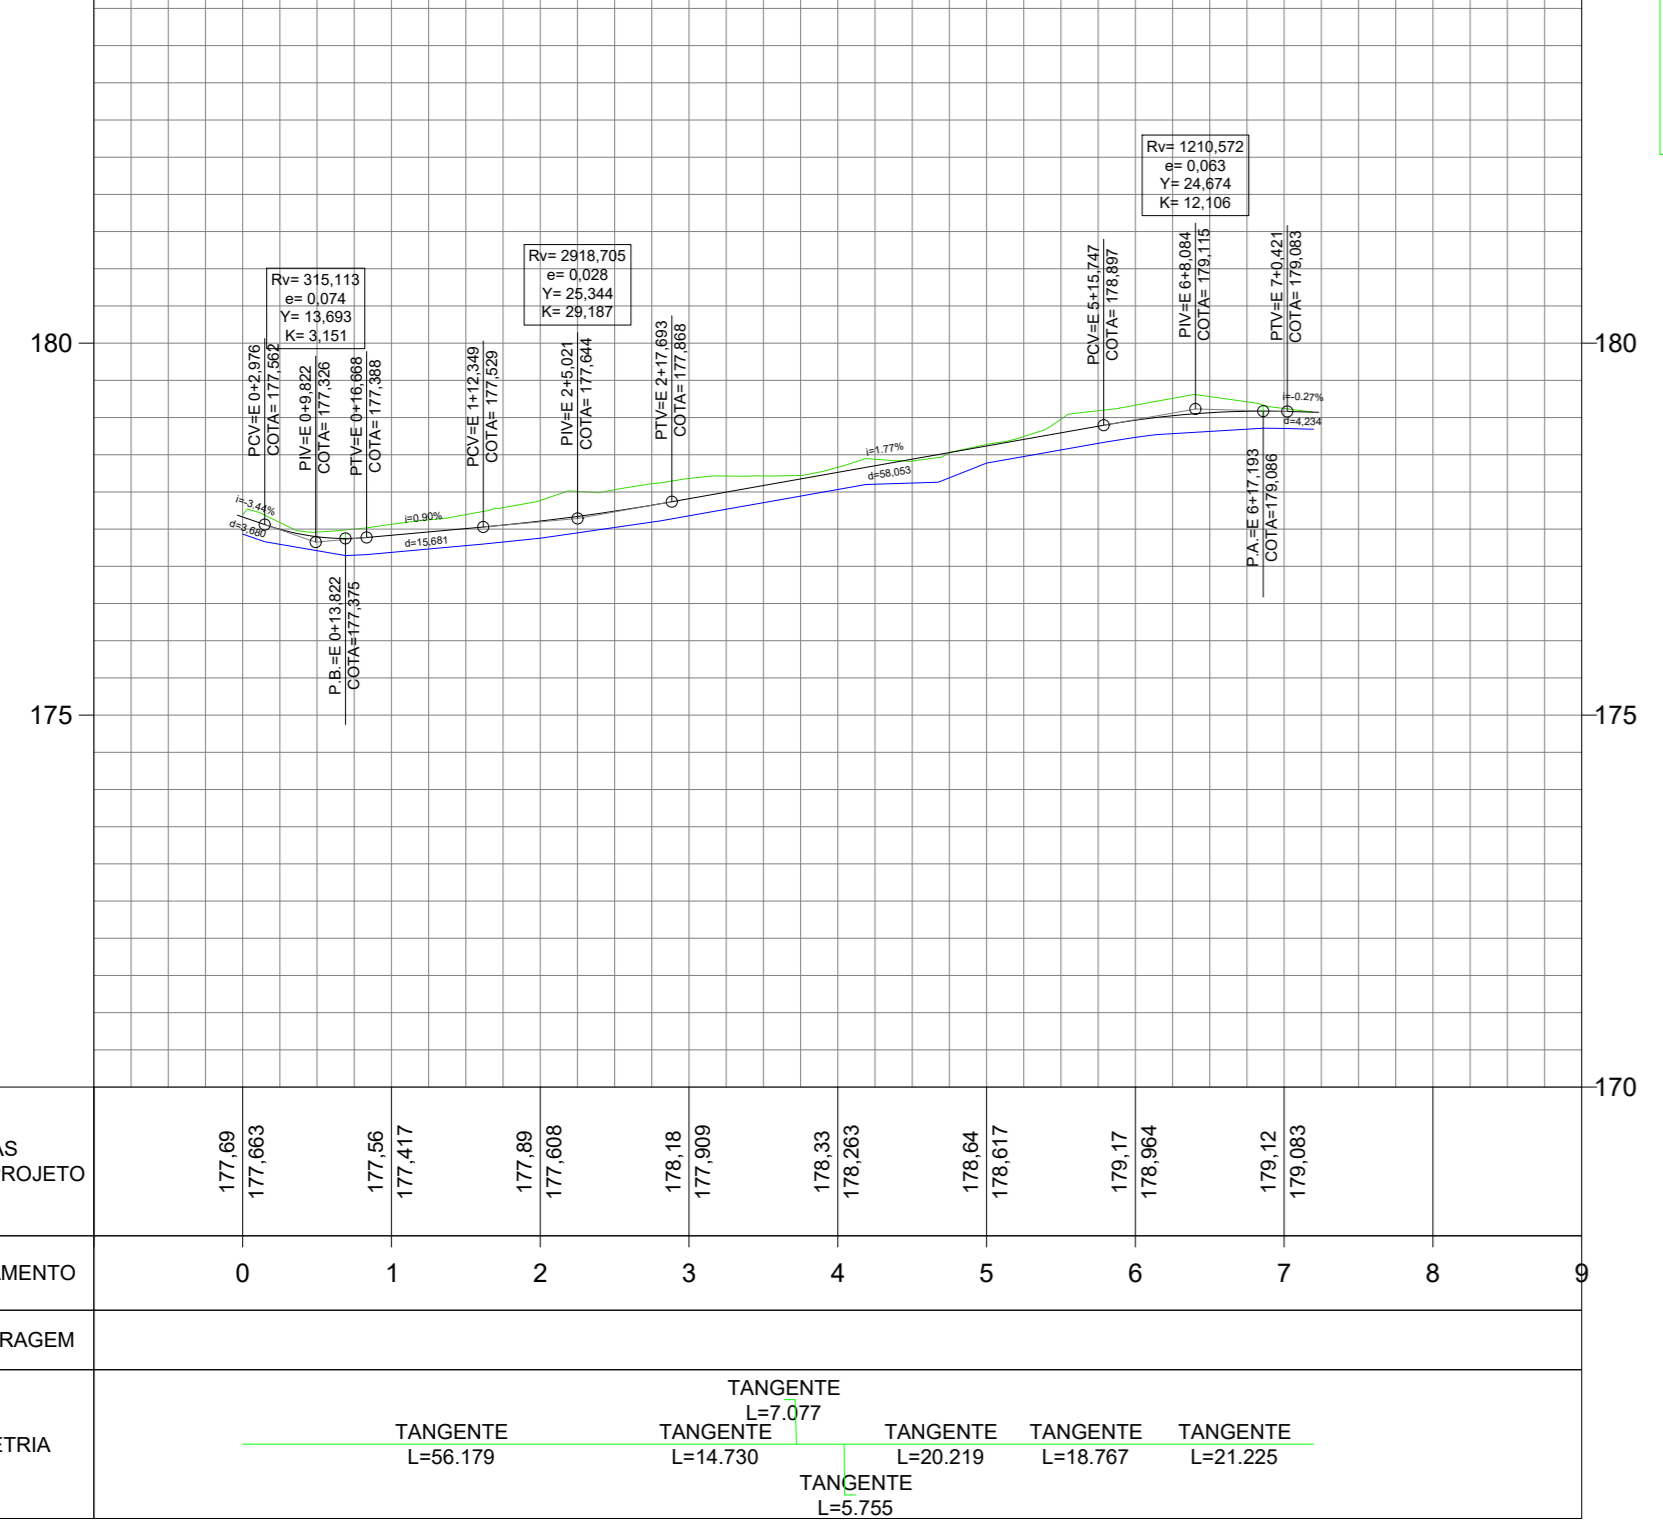 Rv= 1210,572
e= 0,063
Y= 24,674
K= 12,106
Rv= 2918,705
e= 0,028
Y= 25,344
K= 29,187
Rv= 315,113
e= 0,074
Y= 13,693
K= 3,151
180
180
PCV=E 0+2,976
COTA= 177,562
PIV=E 0+9,822
COTA= 177,326
PTV=E 0+16,668
COTA= 177,388
PCV=E 1+12,349
COTA= 177,529
PIV=E 2+5,021
COTA= 177,644
PTV=E 2+17,693
COTA= 177,868
PCV=E 5+15,747
COTA= 178,897
PIV=E 6+8,084
COTA= 179,115
PTV=E 7+0,421
COTA= 179,083
i=-3.44%
d=3,680
i=0.90%
d=15,681
i=1.77%
d=58,053
i=-0.27%
d=4,234
P.B.=E 0+13,822
COTA=177,375
P.A.=E 6+17,193
COTA=179,086
175
175
170
AS
PROJETO
177,69
177,663
177,56
177,417
177,89
177,608
178,18
177,909
178,33
178,263
178,64
178,617
179,17
178,964
179,12
179,083
AMENTO
0 1 2 3 4 5 6 7 8 9
RAGEM
ETRIA
TANGENTE
L=56.179
TANGENTE
L=14.730
TANGENTE
L=7.077
TANGENTE
L=5.755
TANGENTE
L=20.219
TANGENTE
L=18.767
TANGENTE
L=21.225